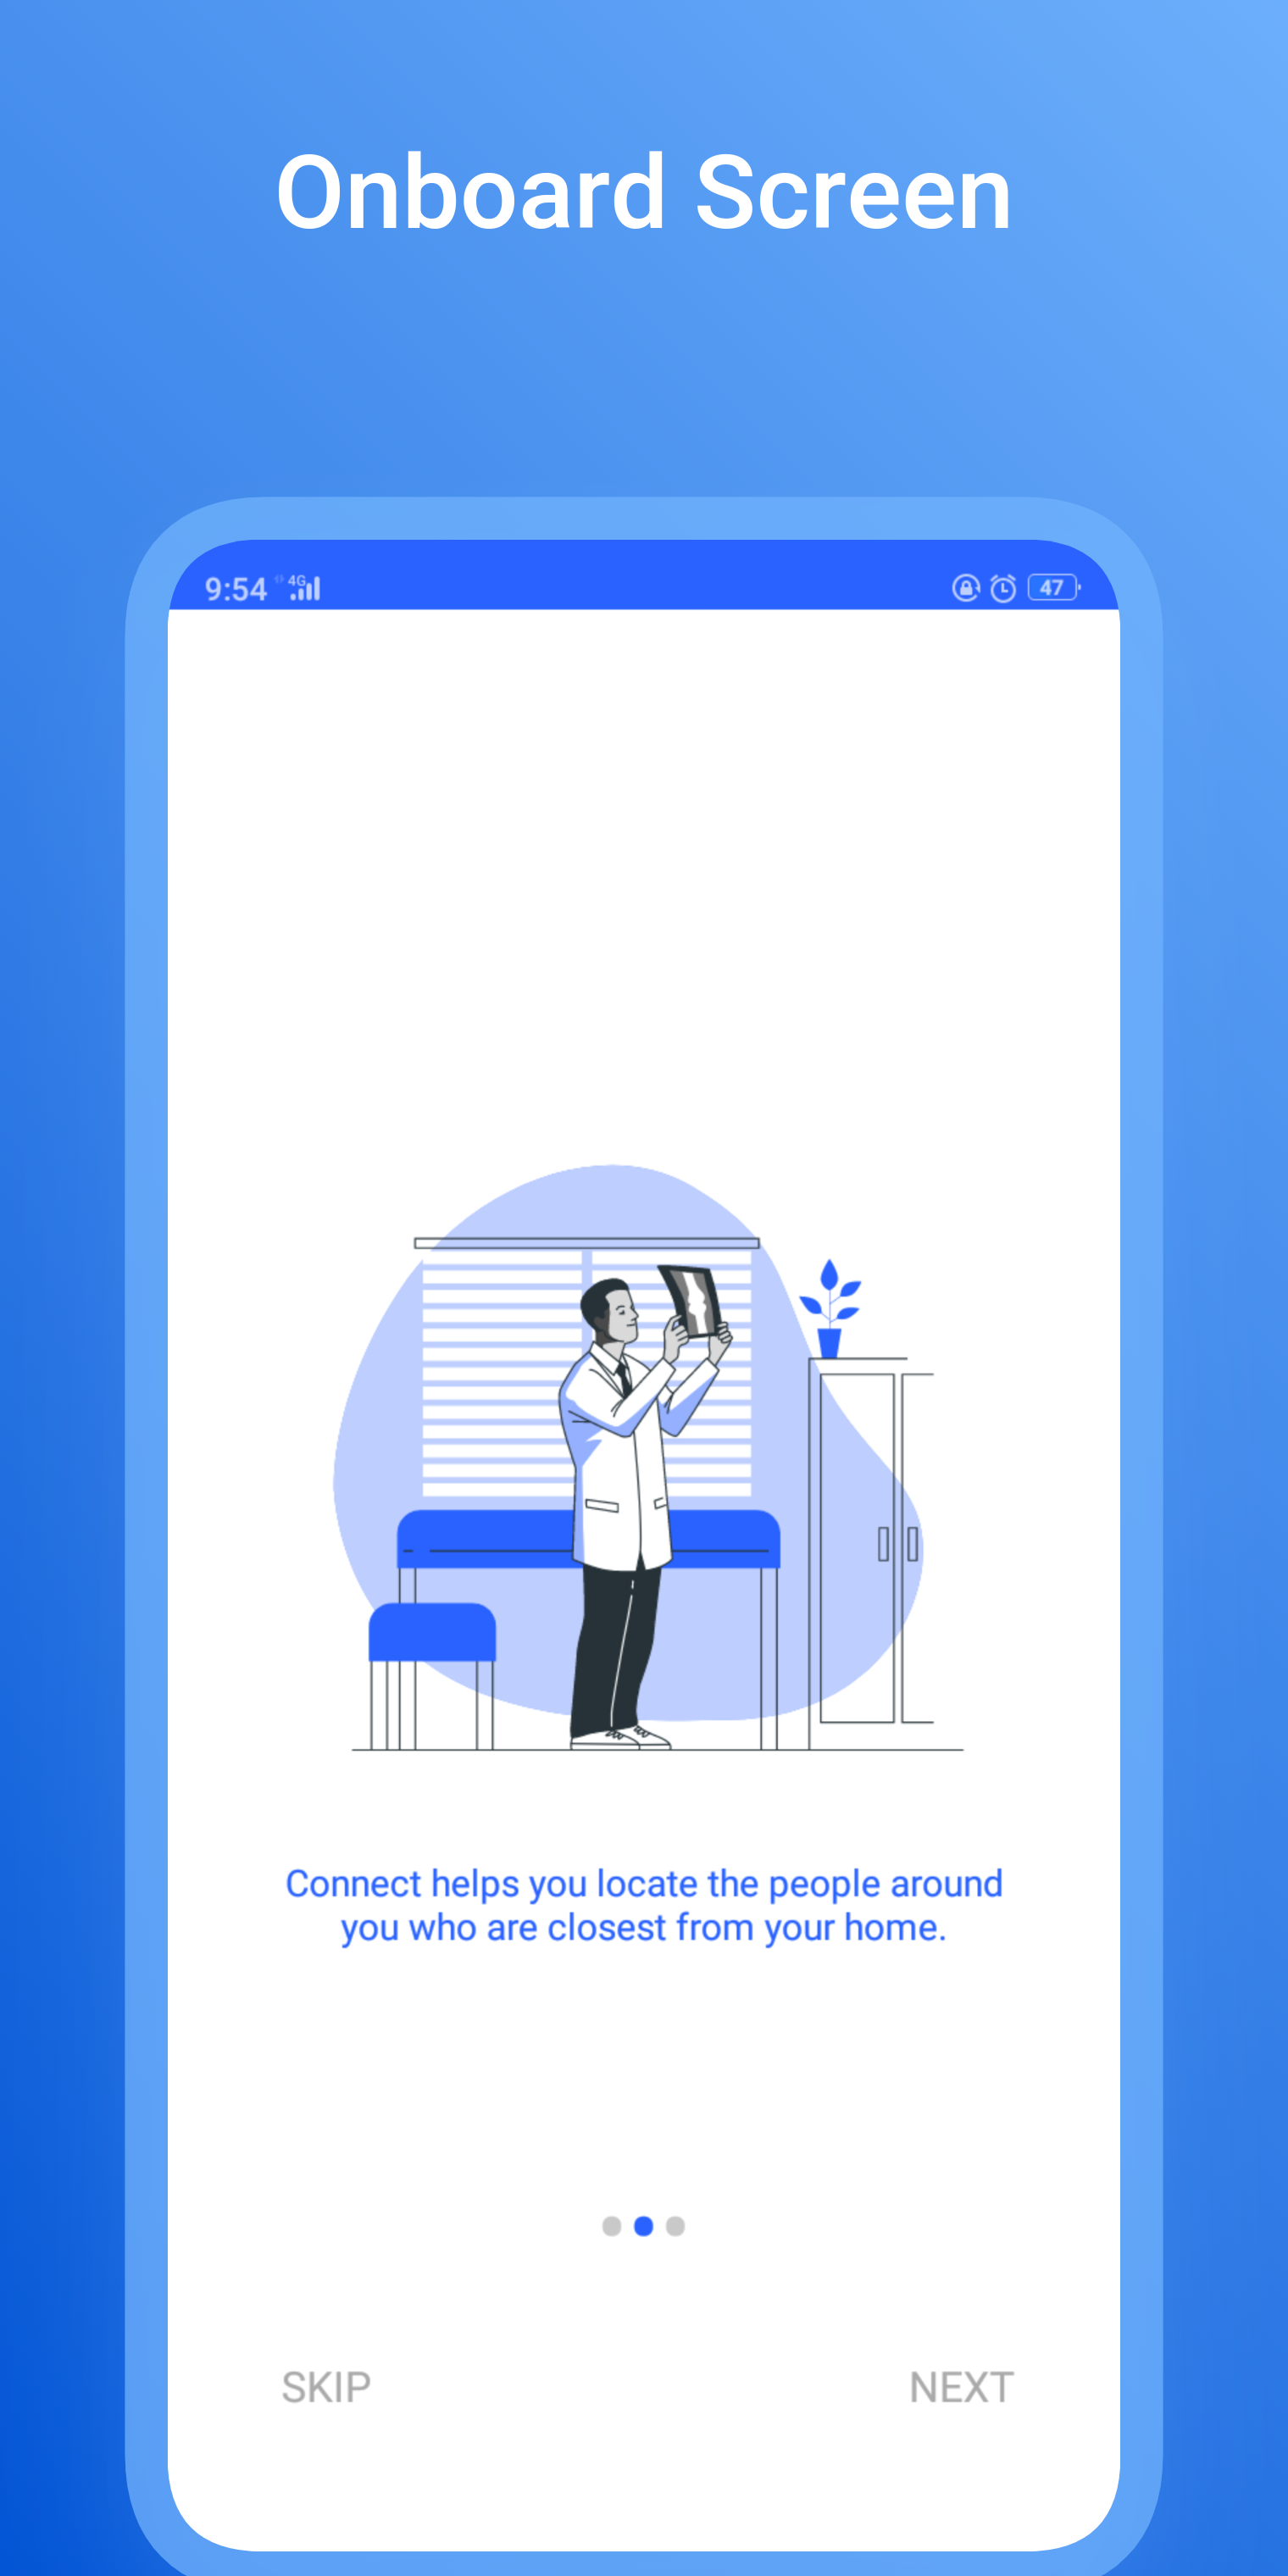 Onboard Screen
9:54 4G 47
Connect helps you locate the people around
you who are closest from your home.
SKIP NEXT